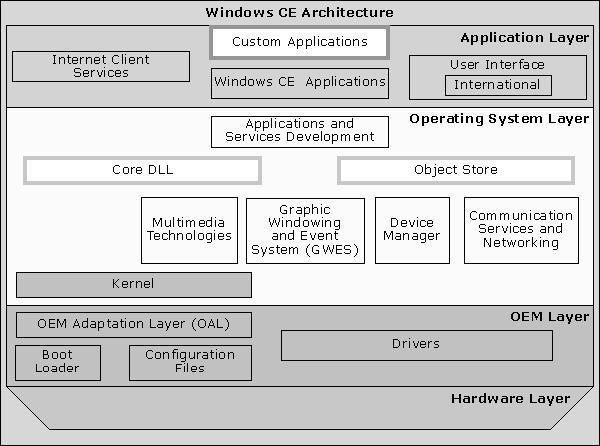 Windows CE Architecture
Application Layer
Custom Applications
Internet Client
Services
Windows CE  Applications
User Interface
International
Operating System Layer
Applications and
Services Development
Core DLL
Object Store
Multimedia
Technologies
Graphic
Windowing
and Event
System (GWES)
Device
Manager
Communication
Services and
Networking
Kernel
OEM Layer
OEM Adaptation Layer (OAL)
Drivers
Boot
Loader
Configuration
Files
Hardware Layer